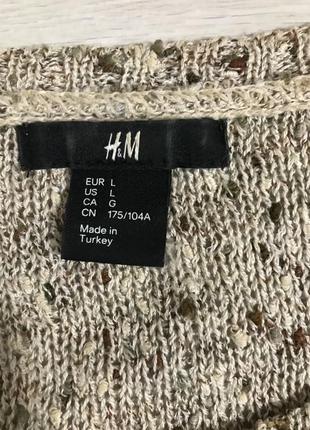 H&M
EUR L
US L
CA G
CN 175/104A
Made in
Turkey